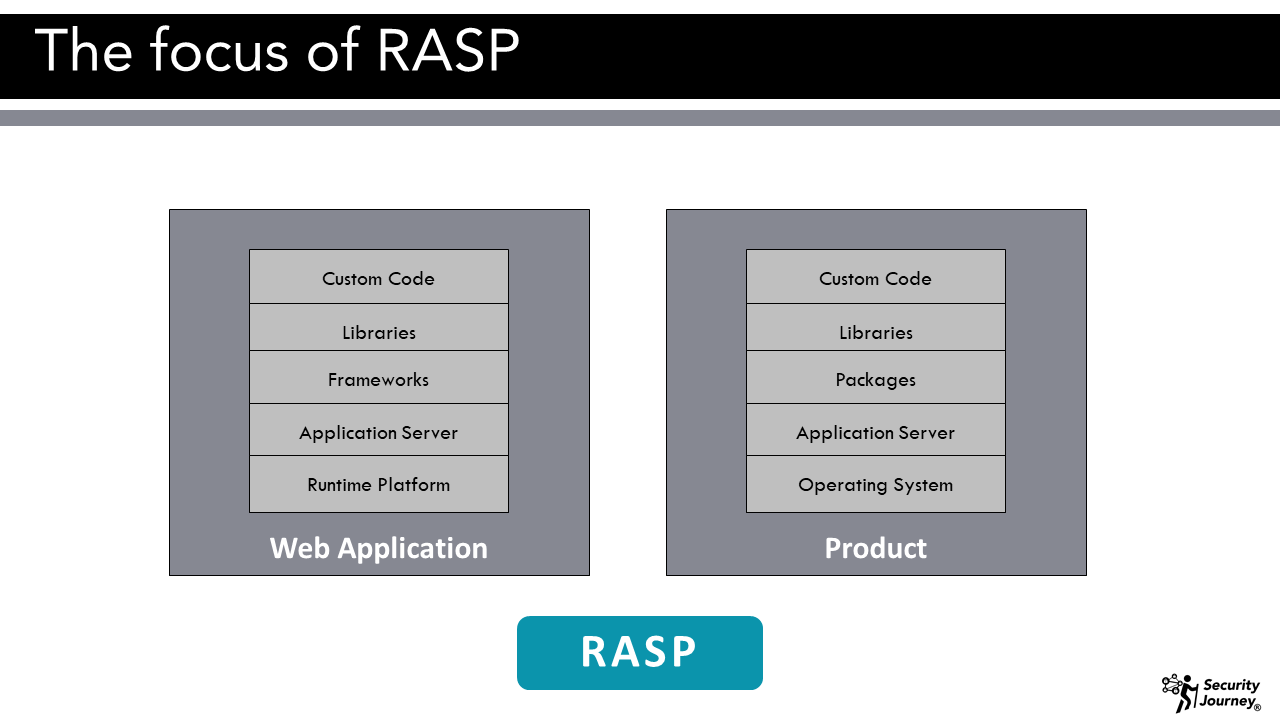 The focus of RASP
Custom Code
Libraries
Frameworks
Application Server
Runtime Platform
Web Application
Custom Code
Libraries
Packages
Application Server
Operating System
Product
RASP
Security
Journey®